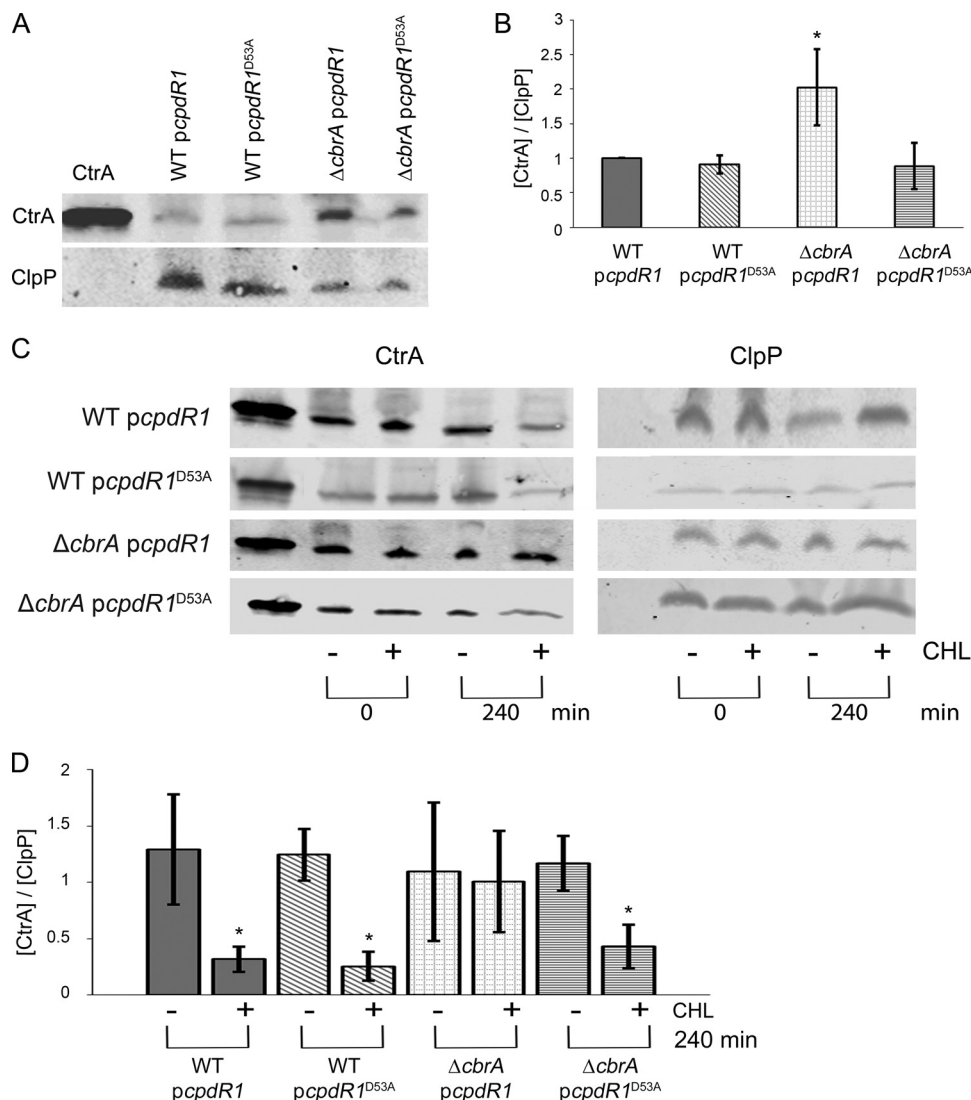 A
WT pcpdR1
WT pcpdR1D53A
ΔcbrA pcpdR1
ΔcbrA pcpdR1D53A
CtrA
CtrA
ClpP
B
[CtrA] / [ClpP]
3
2.5
2
1.5
1
0.5
0
*
WT pcpdR1
WT pcpdR1D53A
ΔcbrA pcpdR1
ΔcbrA pcpdR1D53A
C
CtrA
ClpP
WT pcpdR1
WT pcpdR1D53A
ΔcbrA pcpdR1
ΔcbrA pcpdR1D53A
- + - + - + - + CHL
0 240 min 0 240 min
D
[CtrA] / [ClpP]
2
1.5
1
0.5
0
* * *
- + - + - + - + CHL
240 min
WT pcpdR1
WT pcpdR1D53A
ΔcbrA pcpdR1
ΔcbrA pcpdR1D53A